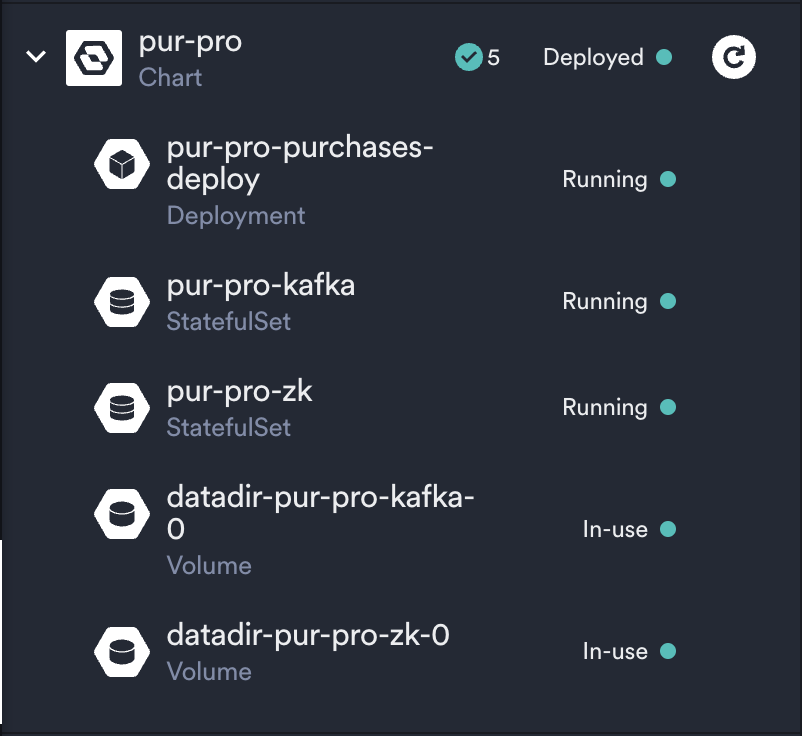 pur-pro
Chart
5
Deployed
pur-pro-purchases-
deploy
Deployment
Running
pur-pro-kafka
StatefulSet
Running
pur-pro-zk
StatefulSet
Running
datadir-pur-pro-kafka-
0
Volume
In-use
datadir-pur-pro-zk-0
Volume
In-use